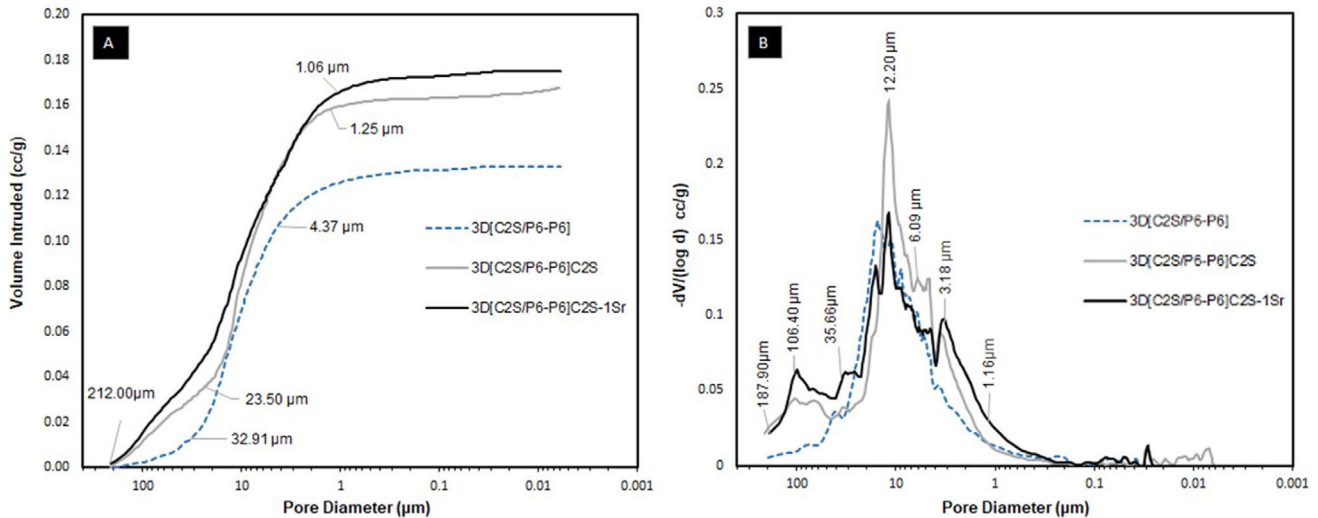 A
0.20
0.18
0.16
0.14
0.12
0.10
0.08
0.06
0.04
0.02
0.00
Volume Intruded (cc/g)
1.06 µm
1.25 µm
4.37 µm
212.00µm
23.50 µm
32.91 µm
3D[C2S/P6-P6]
3D[C2S/P6-P6]C2S
3D[C2S/P6-P6]C2S-1Sr
100
10
1
0.1
0.01
0.001
Pore Diameter (µm)
B
0.3
0.25
0.2
0.15
0.1
0.05
0
-dV/(log d) cc/g
187.90µm
106.40 µm
35.66µm
12.20 µm
6.09 µm
3.18 µm
1.16µm
3D[C2S/P6-P6]
3D[C2S/P6-P6]C2S
3D[C2S/P6-P6]C2S-1Sr
100
10
1
0.1
0.01
0.001
Pore Diameter (µm)